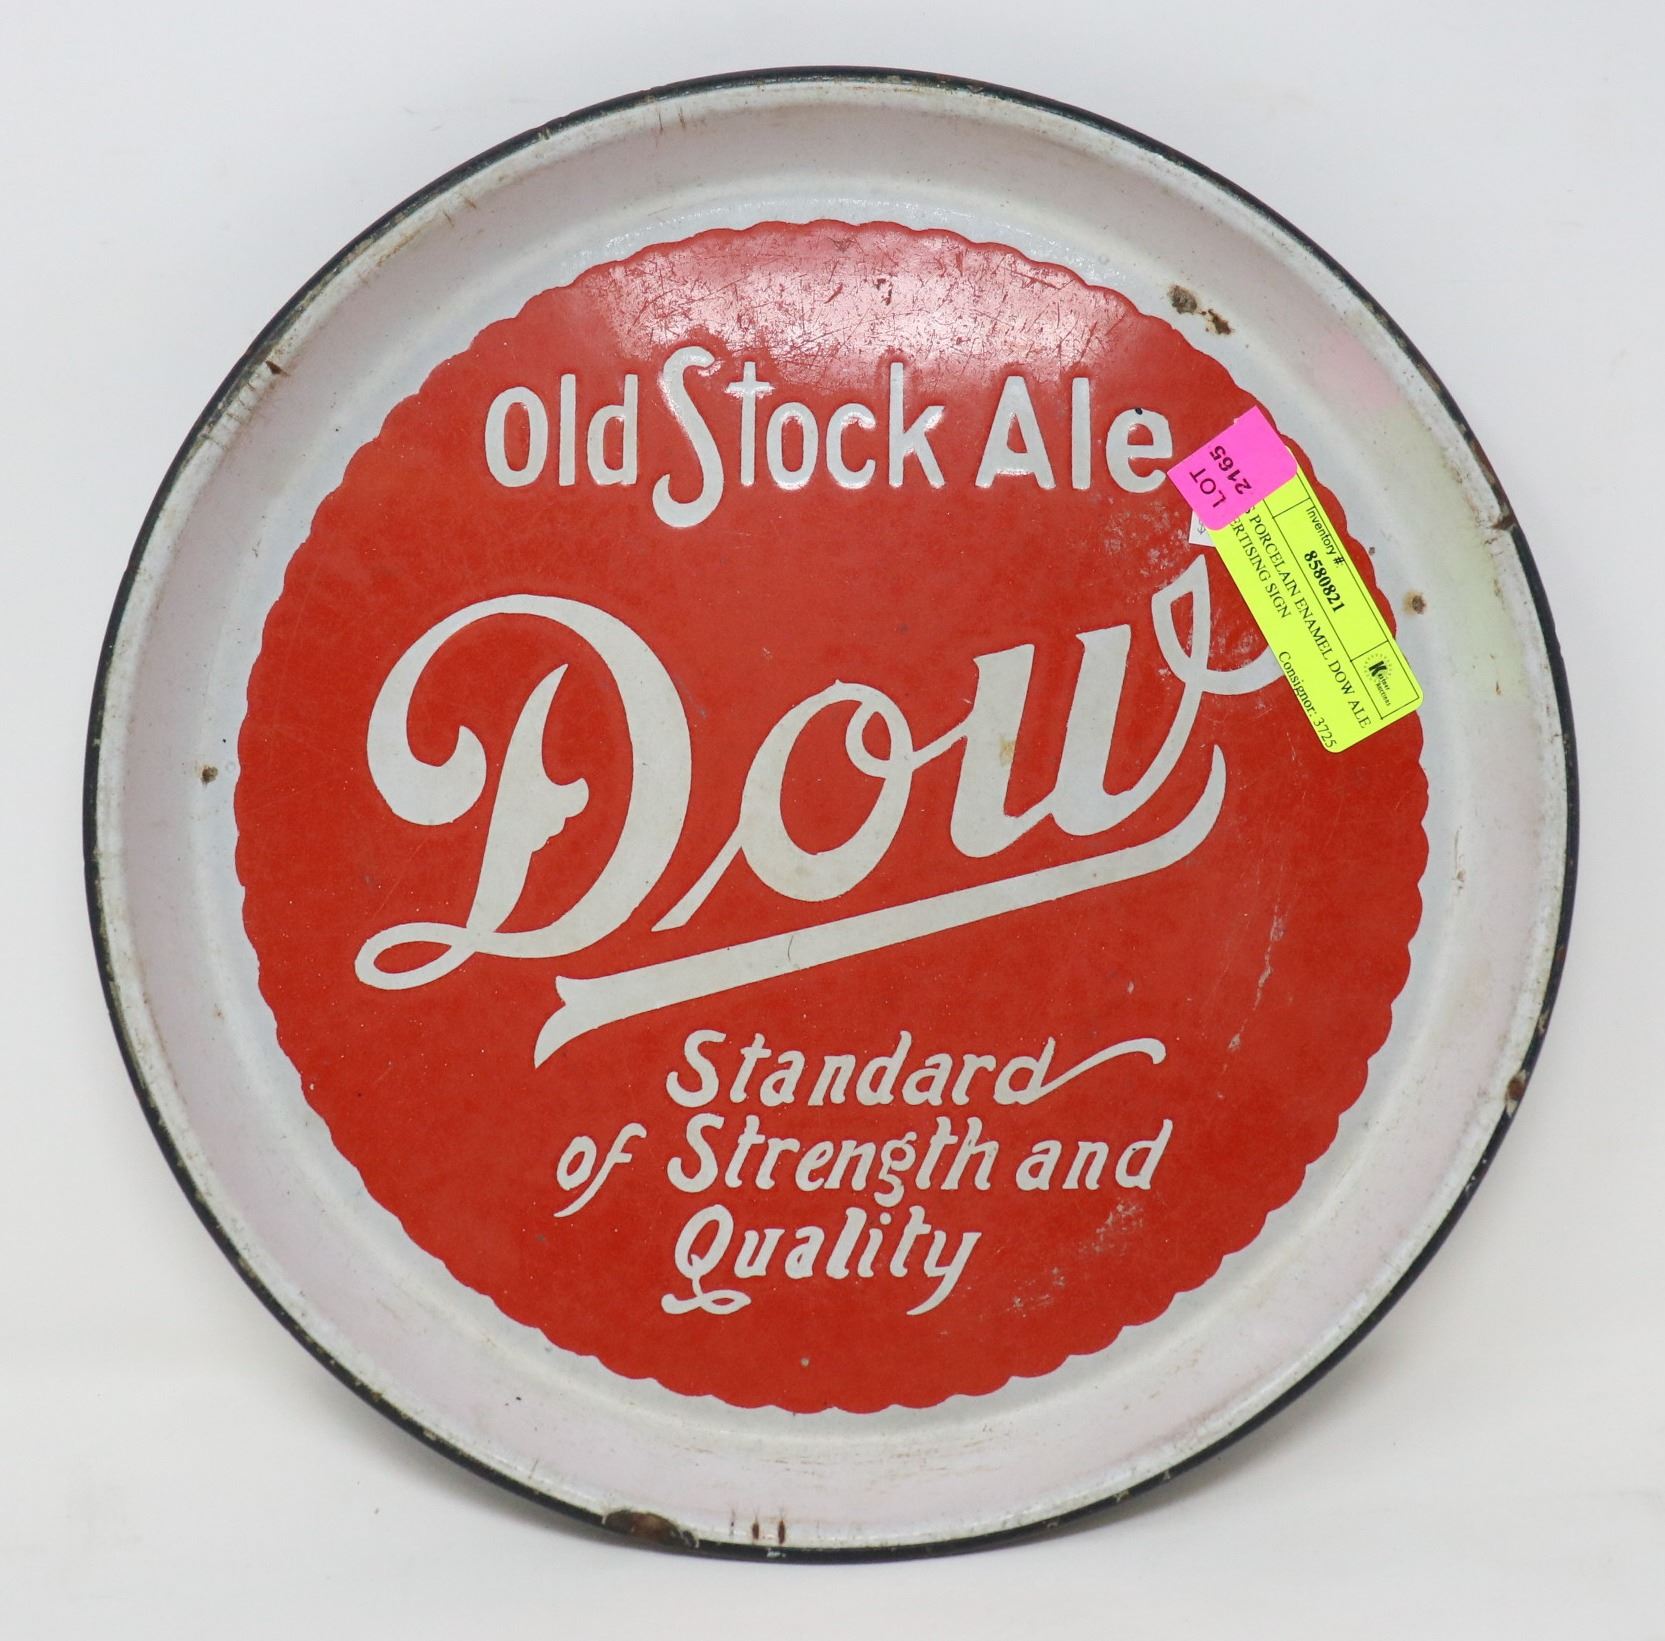 Old Stock Ale
Dow
Standard
of Strength and
Quality
LOT
2165
Inventory #:
8580821
PORCELAIN ENAMEL DOW ALE
SIGN
Consignor: 3725